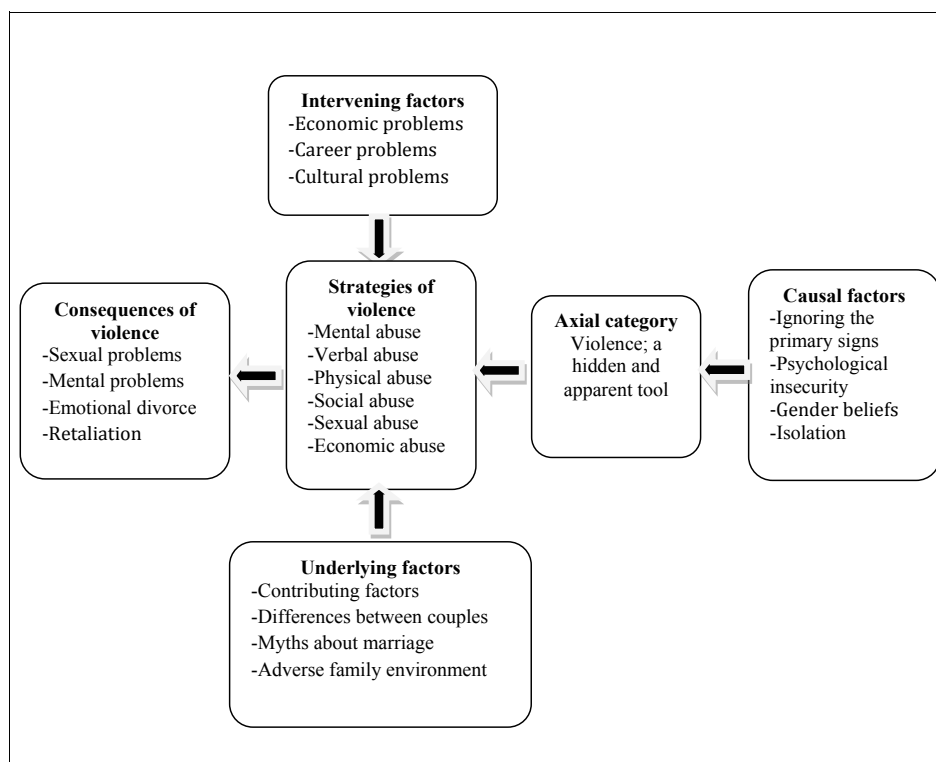 Intervening factors
-Economic problems
-Career problems
-Cultural problems
Consequences of
violence
-Sexual problems
-Mental problems
-Emotional divorce
-Retaliation
Strategies of
violence
-Mental abuse
-Verbal abuse
-Physical abuse
-Social abuse
-Sexual abuse
-Economic abuse
Axial category
Violence; a
hidden and
apparent tool
Causal factors
-Ignoring the
primary signs
-Psychological
insecurity
-Gender beliefs
-Isolation
Underlying factors
-Contributing factors
-Differences between couples
-Myths about marriage
-Adverse family environment